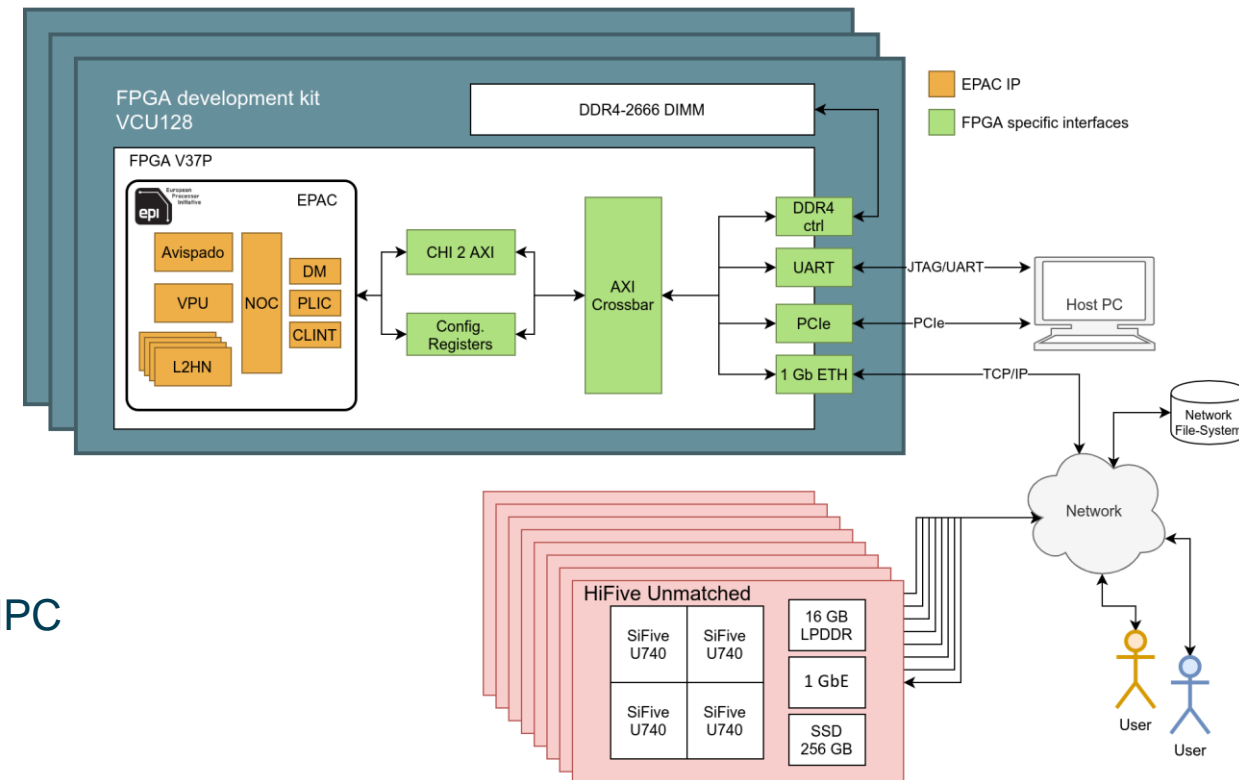 FPGA development kit
VCU128
DDR4-2666 DIMM
EPAC IP
FPGA specific interfaces
FPGA V37P
epi
European
Processor
Initiative
EPAC
Avispado
VPU
L2HN
NOC
DM
PLIC
CLINT
CHI 2 AXI
Config.
Registers
AXI
Crossbar
DDR4
ctrl
UART
PCIe
1 Gb ETH
JTAG/UART
PCIe
TCP/IP
Host PC
Network
File-System
Network
User
User
HiFive Unmatched
SiFive
U740
SiFive
U740
SiFive
U740
SiFive
U740
16 GB
LPDDR
1 GbE
SSD
256 GB